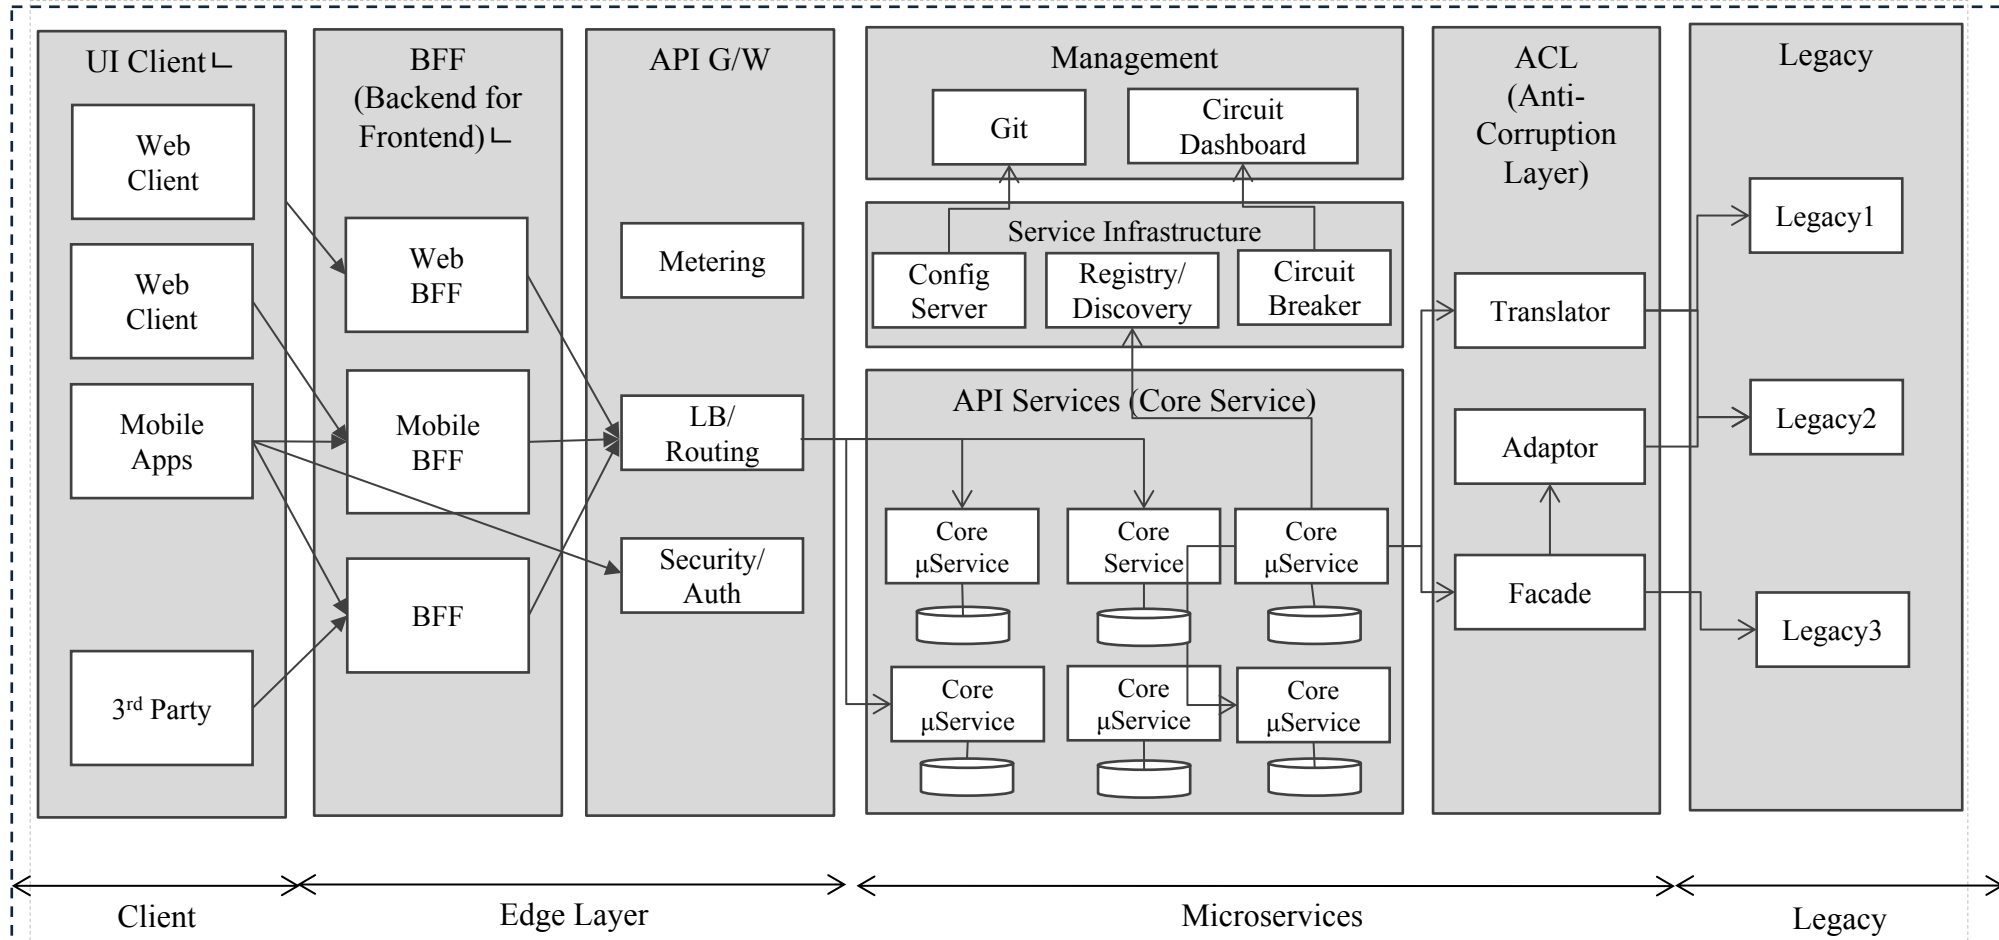 UI Clientㄴ
Web
Client
Web
Client
Mobile
Apps
3rd Party
BFF
(Backend for
Frontend)ㄴ
Web
BFF
Mobile
BFF
BFF
API G/W
Metering
LB/
Routing
Security/
Auth
Management
Git
Circuit
Dashboard
Service Infrastructure
Config
Server
Registry/
Discovery
Circuit
Breaker
API Services (Core Service)
Core
μService
Core
Service
Core
μService
Core
μService
Core
μService
Core
μService
ACL
(Anti-
Corruption
Layer)
Translator
Adaptor
Facade
Legacy
Legacy1
Legacy2
Legacy3
Client
Edge Layer
Microservices
Legacy